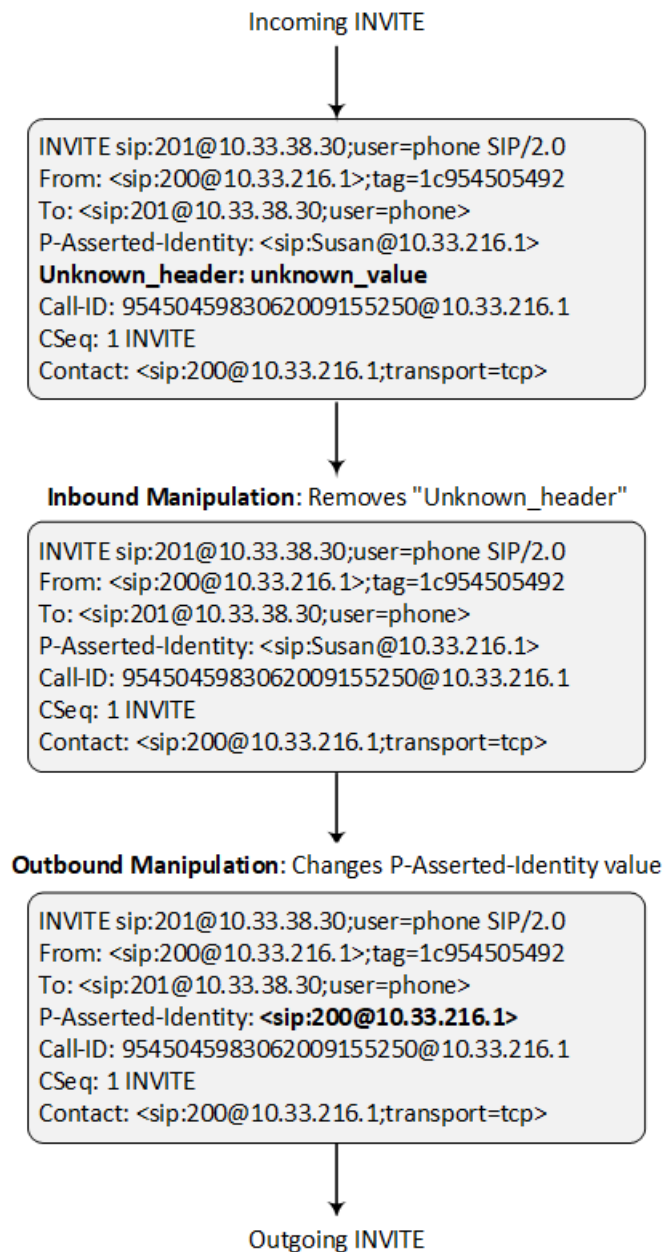 Incoming INVITE
INVITE sip:201@10.33.38.30;user=phone SIP/2.0
From: <sip:200@10.33.216.1>;tag=1c954505492
To: <sip:201@10.33.38.30;user=phone>
P-Asserted-Identity: <sip:Susan@10.33.216.1>
Unknown_header: unknown_value
Call-ID: 9545045983062009155250@10.33.216.1
CSeq: 1 INVITE
Contact: <sip:200@10.33.216.1;transport=tcp>
Inbound Manipulation: Removes "Unknown_header"
INVITE sip:201@10.33.38.30;user=phone SIP/2.0
From: <sip:200@10.33.216.1>;tag=1c954505492
To: <sip:201@10.33.38.30;user=phone>
P-Asserted-Identity: <sip:Susan@10.33.216.1>
Call-ID: 9545045983062009155250@10.33.216.1
CSeq: 1 INVITE
Contact: <sip:200@10.33.216.1;transport=tcp>
Outbound Manipulation: Changes P-Asserted-Identity value
INVITE sip:201@10.33.38.30;user=phone SIP/2.0
From: <sip:200@10.33.216.1>;tag=1c954505492
To: <sip:201@10.33.38.30;user=phone>
P-Asserted-Identity: <sip:200@10.33.216.1>
Call-ID: 9545045983062009155250@10.33.216.1
CSeq: 1 INVITE
Contact: <sip:200@10.33.216.1;transport=tcp>
Outgoing INVITE